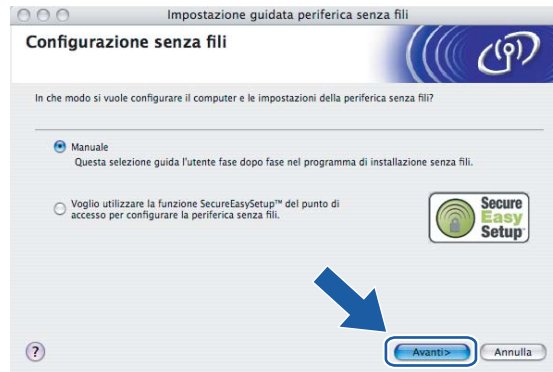 Impostazione guidata periferica senza fili
Configurazione senza fili
In che modo si vuole configurare il computer e le impostazioni della periferica senza fili?
Manuale
Questa selezione guida l'utente fase dopo fase nel programma di installazione senza fili.
Voglio utilizzare la funzione SecureEasySetup™ del punto di
accesso per configurare la periferica senza fili.
Secure
Easy
Setup
?
Avanti>
Annulla